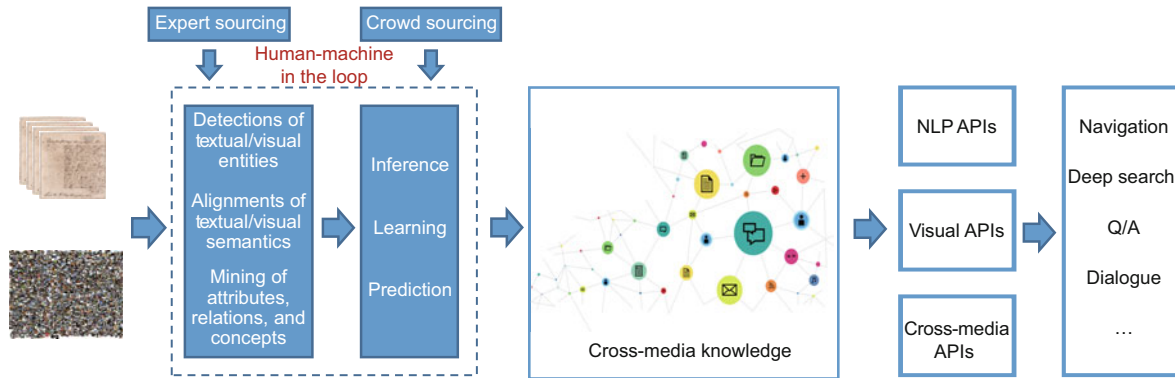 Expert sourcing
Crowd sourcing
Human-machine
in the loop
Detections of
textual/visual
entities
Alignments of
textual/visual
semantics
Mining of
attributes,
relations, and
concepts
Inference
Learning
Prediction
Cross-media knowledge
NLP APIs
Visual APIs
Cross-media
APIs
Navigation
Deep search
Q/A
Dialogue
…